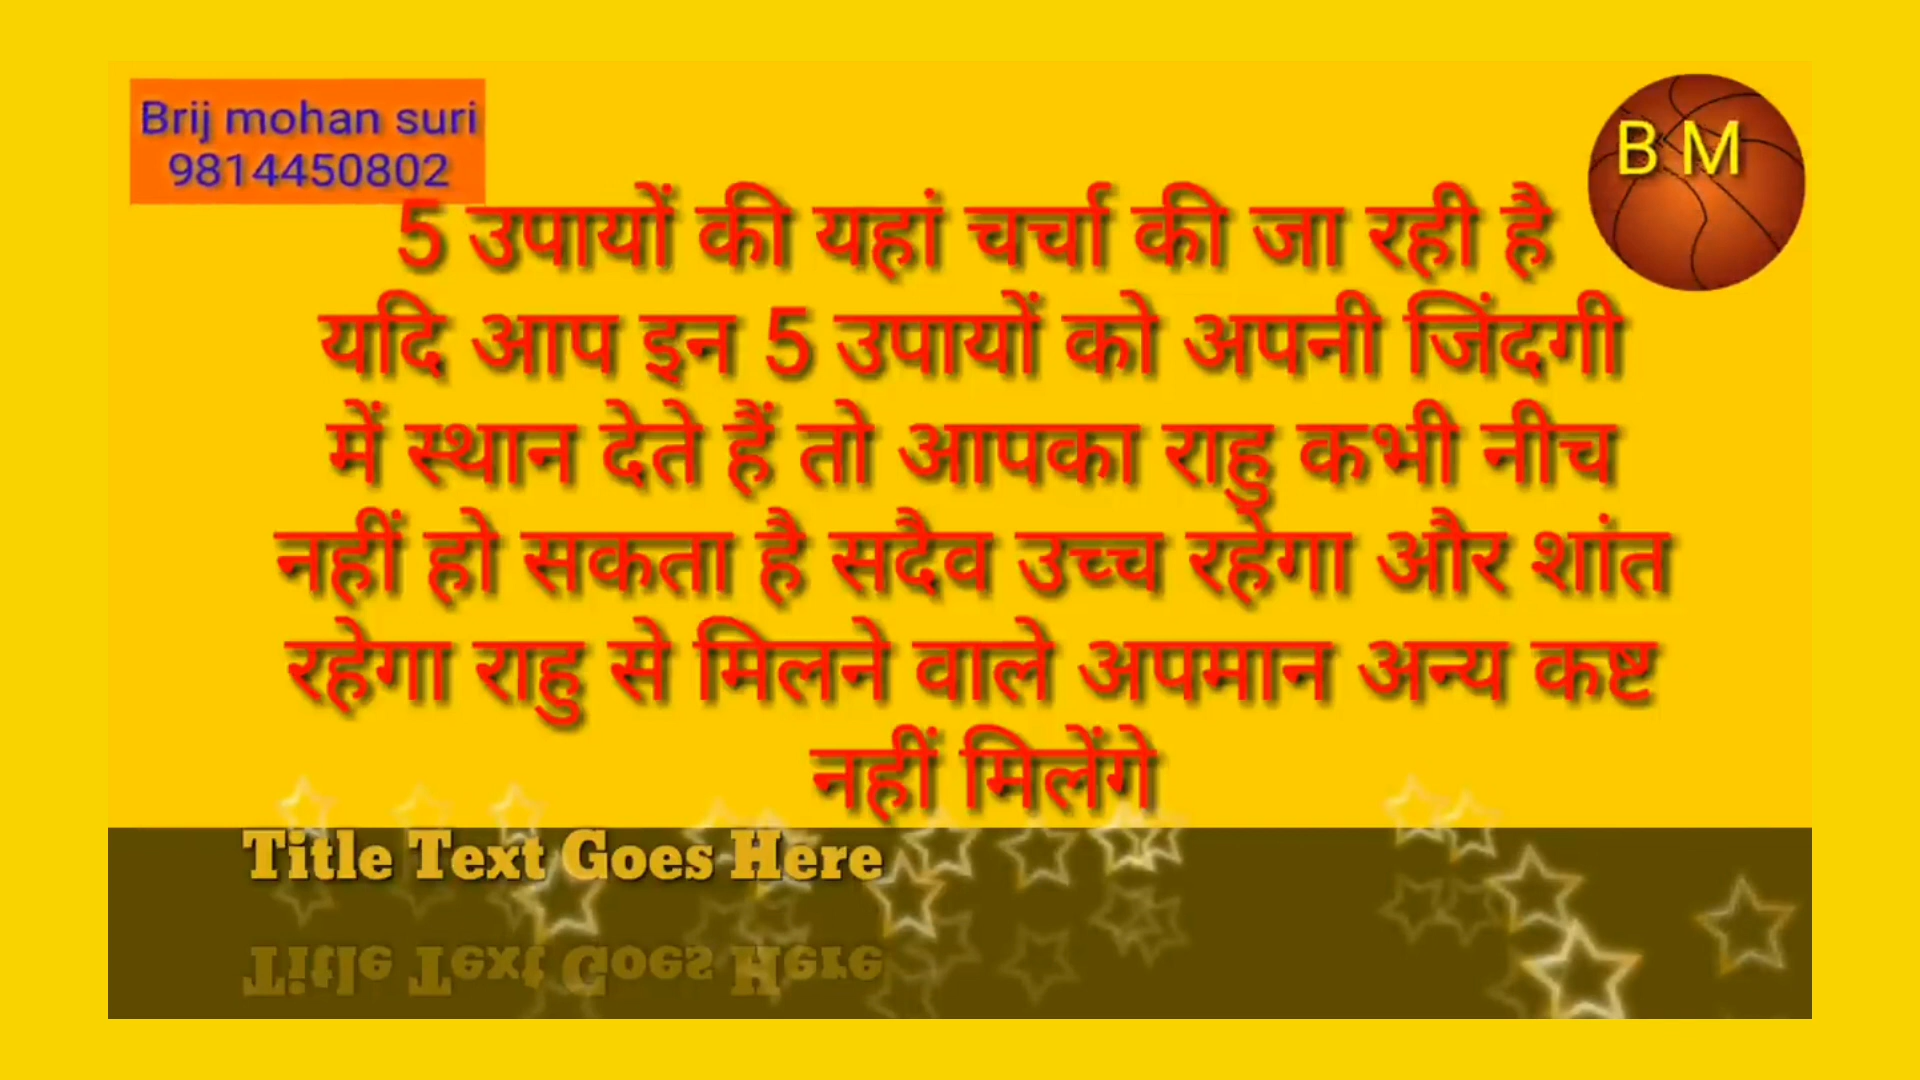 Brij mohan suri
9814450802
B M
5 उपायों की यहां चर्चा की जा रही है
यदि आप इन 5 उपायों को अपनी जिंदगी
में स्थान देते हैं तो आपका राहु कभी नीच
नहीं हो सकता है सदैव उच्च रहेगा और शांत
रहेगा राहु से मिलने वाले अपमान अन्य कष्ट
नहीं मिलेंगे
Title Text Goes Here